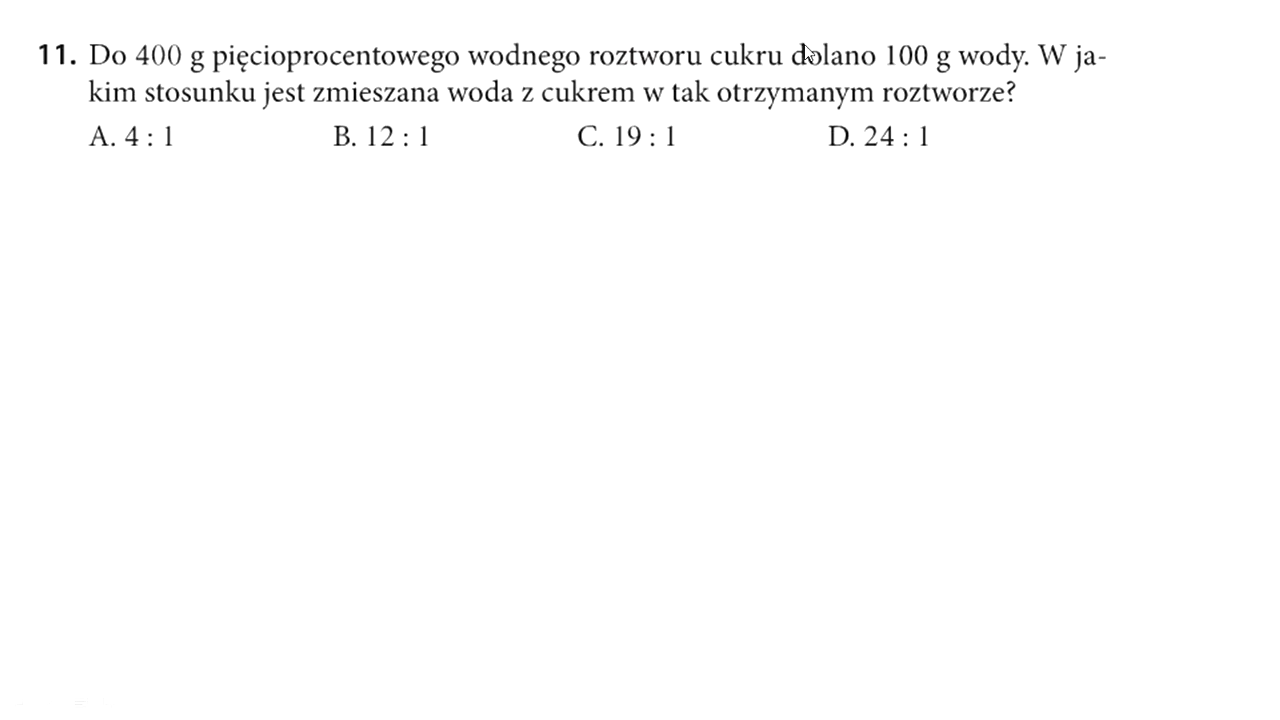 11. Do 400 g pięcioprocentowego wodnego roztworu cukru dolano 100 g wody. W ja-
kim stosunku jest zmieszana woda z cukrem w tak otrzymanym roztworze?
A. 4 : 1 B. 12 : 1 C. 19 : 1 D. 24 : 1